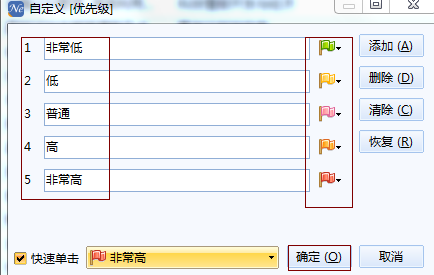 自定义 [优先级]
1 非常低
添加 (A)
2 低
删除 (D)
3 普通
清除 (C)
4 高
恢复 (R)
5 非常高
快速单击 非常高 确定 (O) 取消